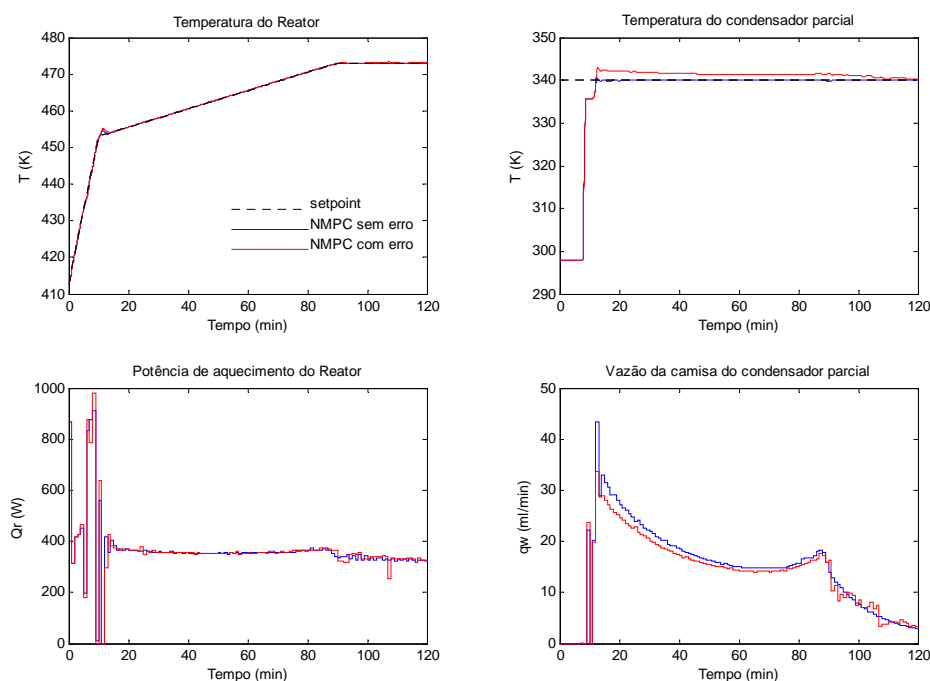 Temperatura do Reator
480
470
460
450
440
430
420
410
T (K)
setpoint
NMPC sem erro
NMPC com erro
0 20 40 60 80 100 120
Tempo (min)
Temperatura do condensador parcial
350
340
330
320
310
300
290
T (K)
0 20 40 60 80 100 120
Tempo (min)
Potência de aquecimento do Reator
1000
800
600
400
200
0
Qr (W)
0 20 40 60 80 100 120
Tempo (min)
Vazão da camisa do condensador parcial
50
40
30
20
10
0
qw (ml/min)
0 20 40 60 80 100 120
Tempo (min)